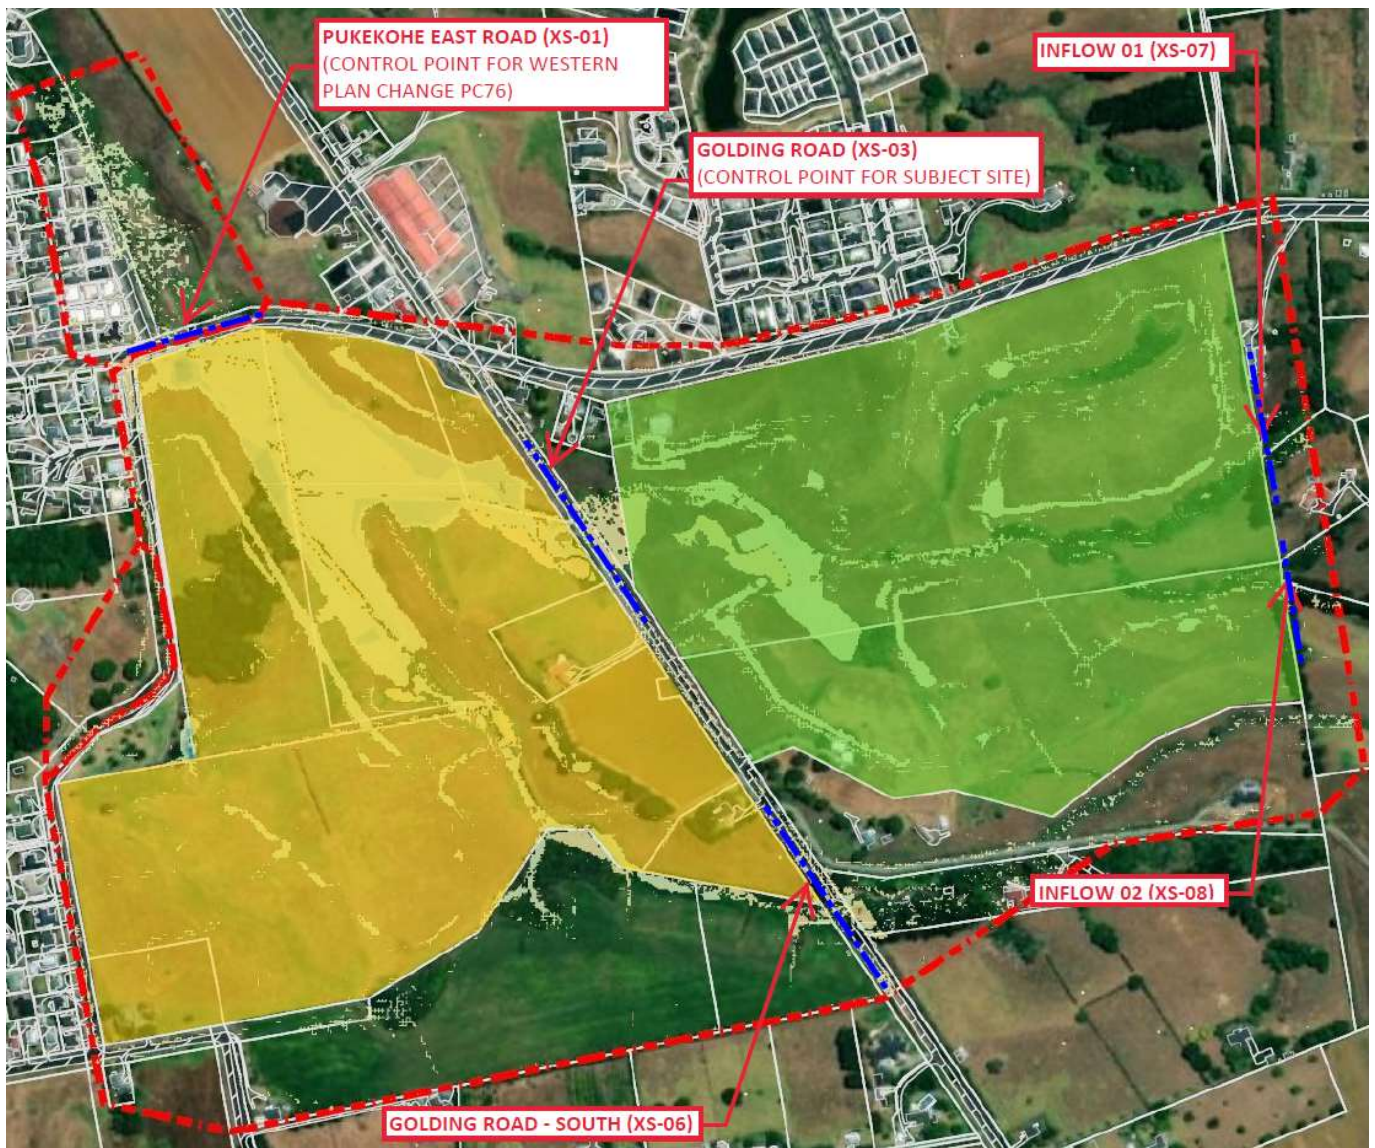 PUKEKOHE EAST ROAD (XS-01)
(CONTROL POINT FOR WESTERN
PLAN CHANGE PC76)
INFLOW 01 (XS-07)
GOLDING ROAD (XS-03)
(CONTROL POINT FOR SUBJECT SITE)
INFLOW 02 (XS-08)
GOLDING ROAD - SOUTH (XS-06)